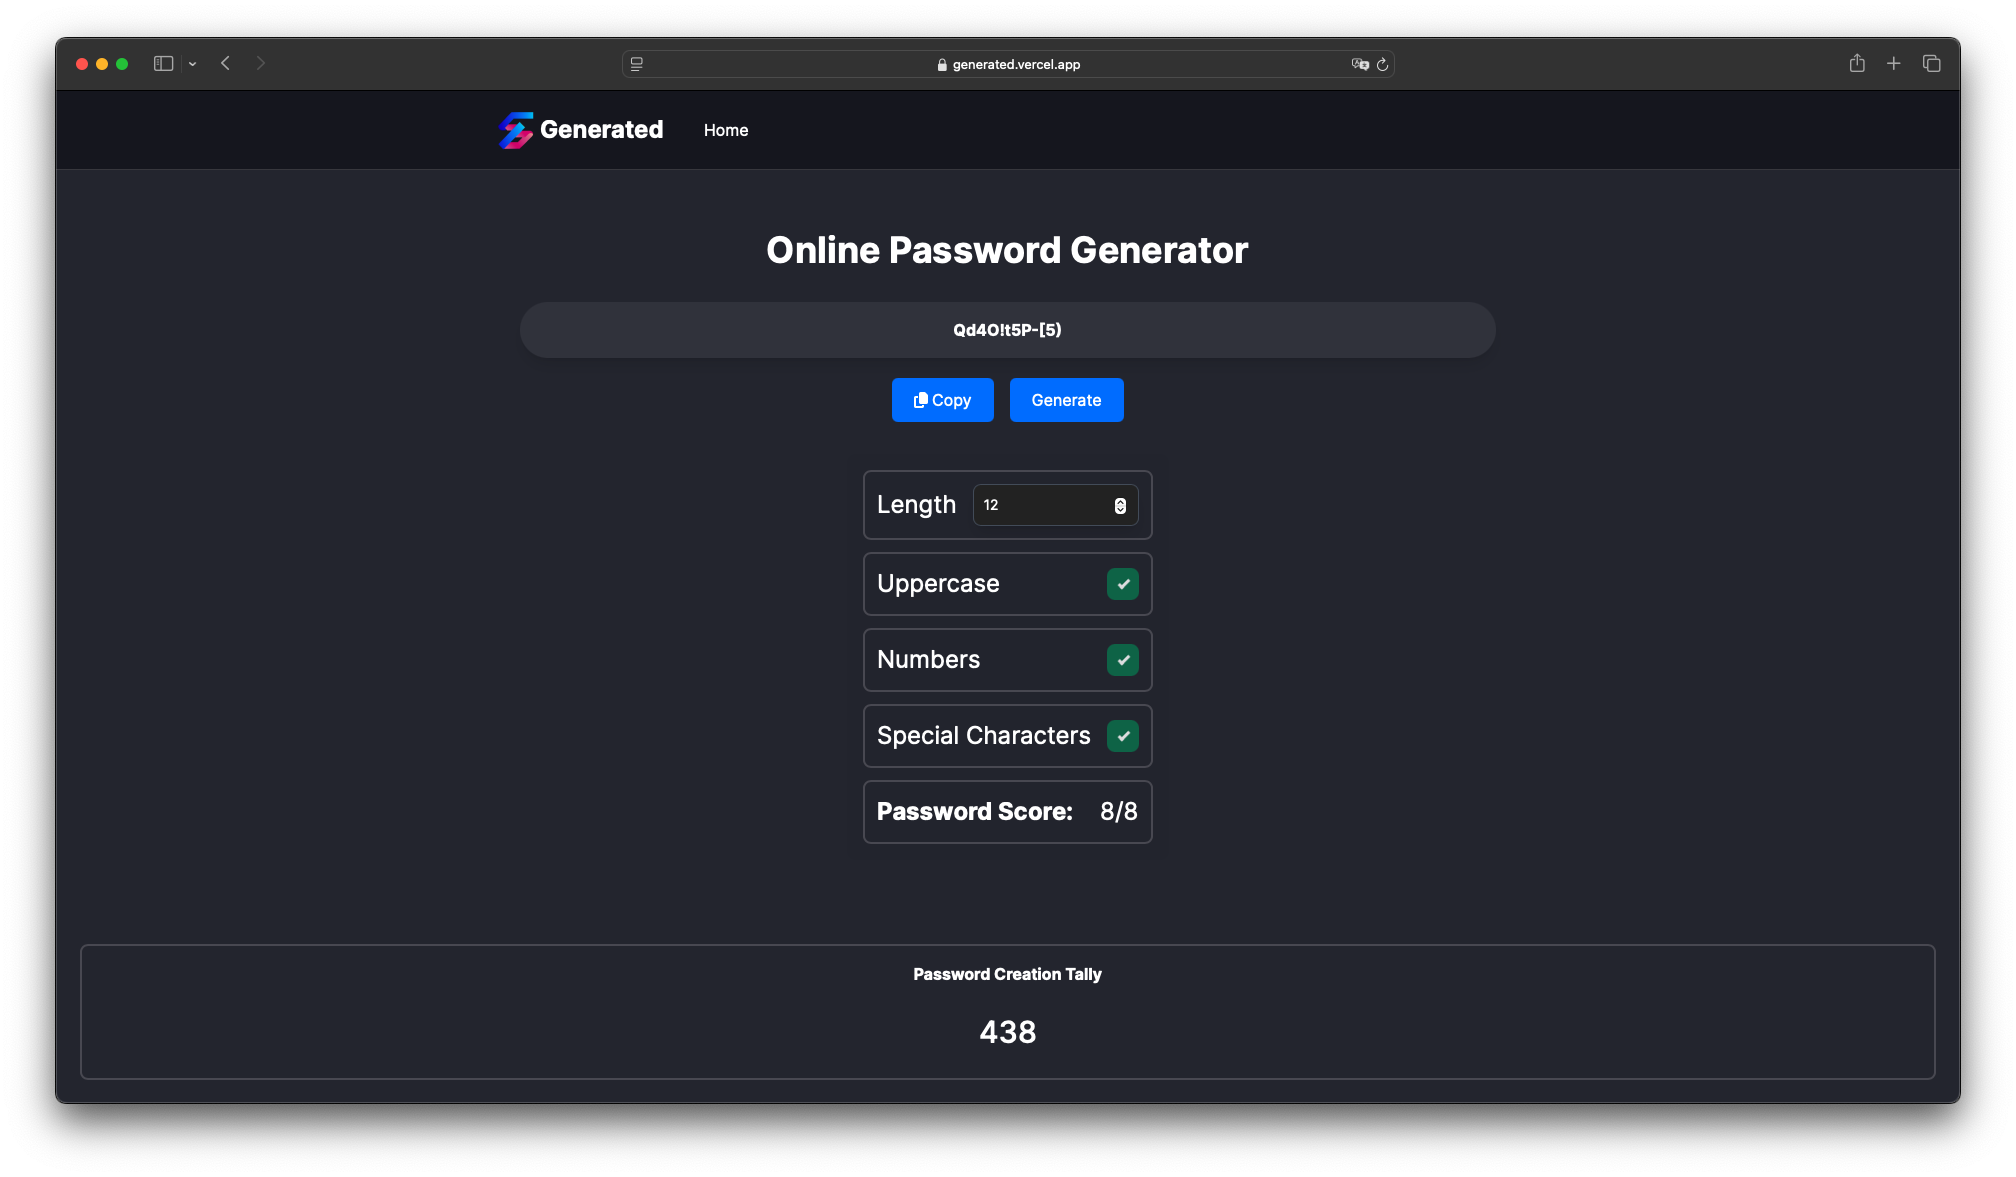 generated.vercel.app
Generated Home
Online Password Generator
Qd4O!t5P-[5)
Copy Generate
Length 12
Uppercase
Numbers
Special Characters
Password Score: 8/8
Password Creation Tally
438